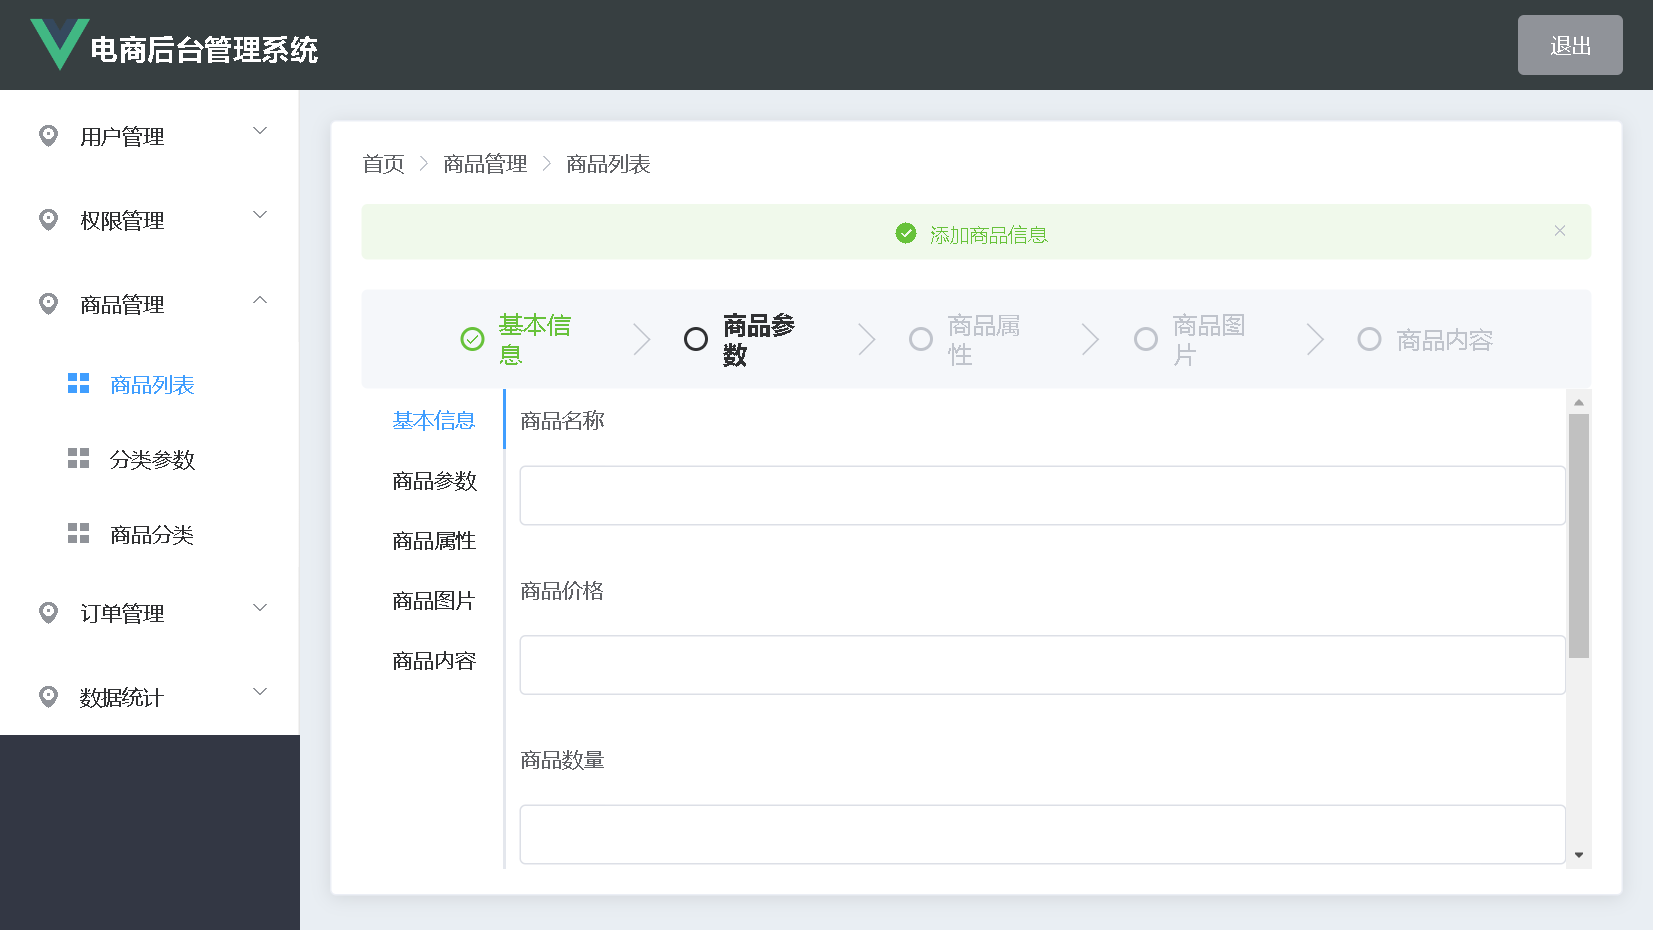 电商后台管理系统
退出
用户管理
权限管理
商品管理
商品列表
分类参数
商品分类
订单管理
数据统计
首页 商品管理 商品列表
添加商品信息
基本信
息
商品参
数
商品属
性
商品图
片
商品内容
基本信息
商品参数
商品属性
商品图片
商品内容
商品名称
商品价格
商品数量